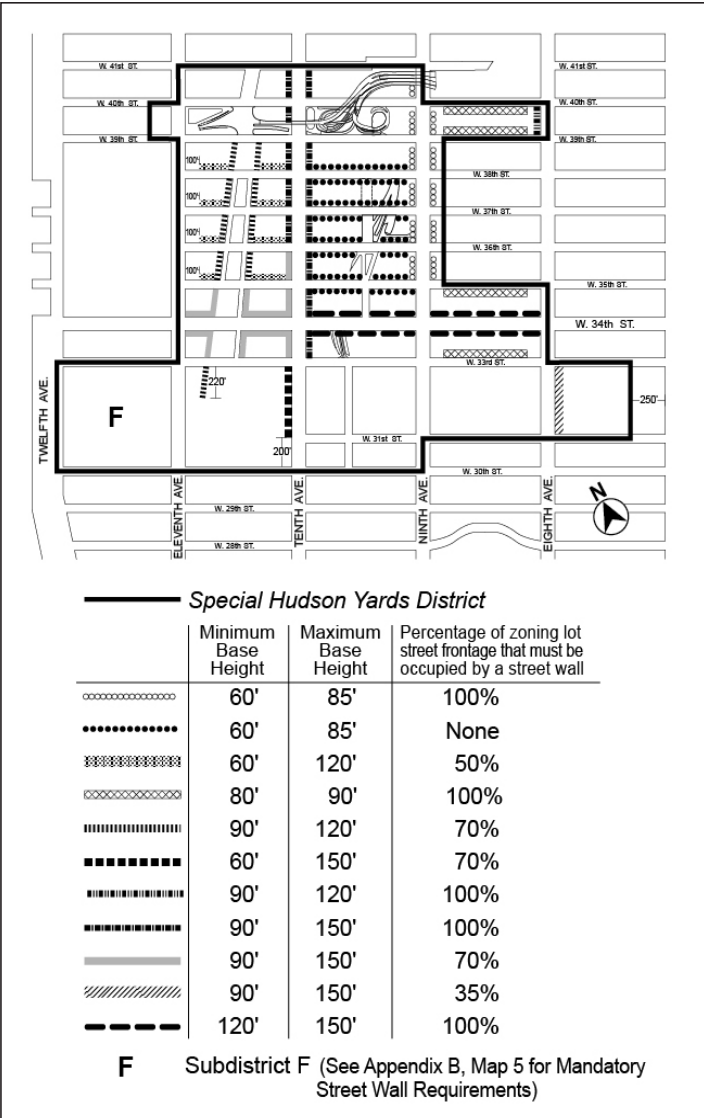 W. 41st ST. W. 41st ST.
W. 40th ST. W. 40th ST.
W. 39th ST. W. 39th ST.
100'
W. 38th ST.
100'
W. 37th ST.
100'
W. 36th ST.
100'
W. 35th ST.
W. 34th ST.
W. 33rd ST.
220'
F
250'
TWELFTH AVE.
W. 31st ST.
200'
W. 30th ST.
ELEVENTH AVE.
TENTH AVE.
NINTH AVE.
EIGHTH AVE.
N
W. 29th ST.
W. 28th ST.
Special Hudson Yards District
Minimum Base Height
Maximum Base Height
Percentage of zoning lot street frontage that must be occupied by a street wall
60' 85' 100%
60' 85' None
60' 120' 50%
80' 90' 100%
90' 120' 70%
60' 150' 70%
90' 120' 100%
90' 150' 100%
90' 150' 70%
90' 150' 35%
120' 150' 100%
F Subdistrict F (See Appendix B, Map 5 for Mandatory
Street Wall Requirements)